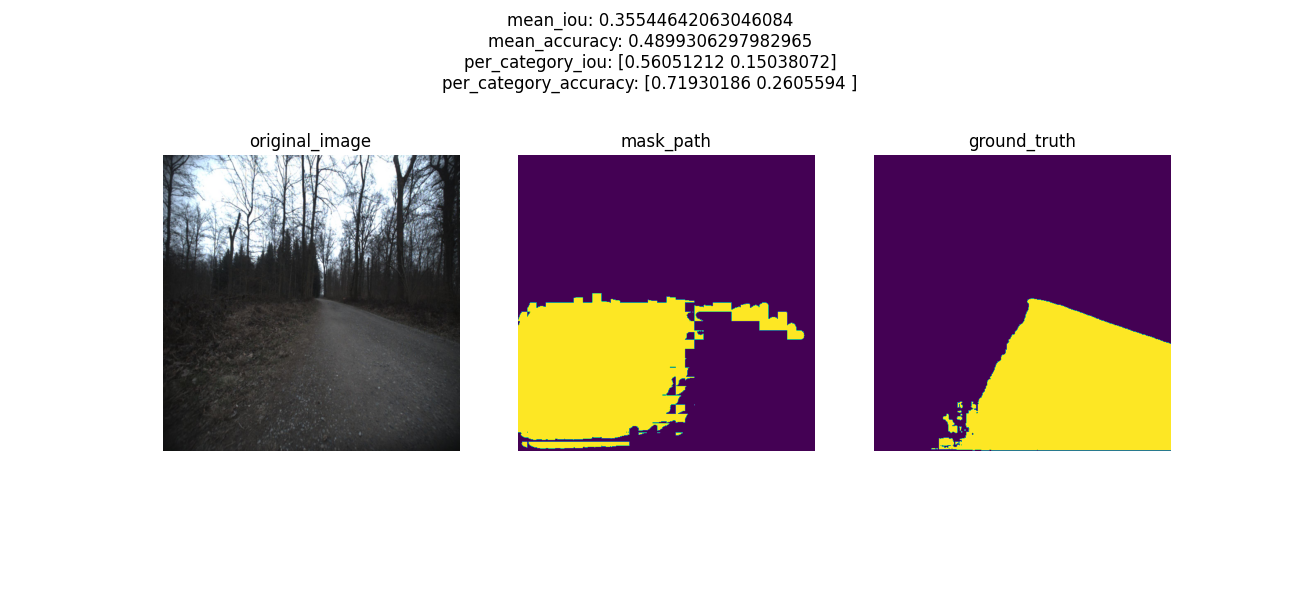 mean_iou: 0.35544642063046084
mean_accuracy: 0.4899306297982965
per_category_iou: [0.56051212 0.15038072]
per_category_accuracy: [0.71930186 0.2605594 ]
original_image
mask_path
ground_truth